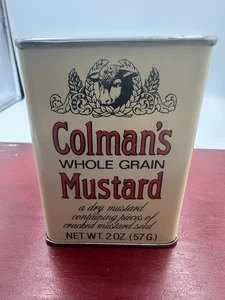 Colman's
WHOLE GRAIN
Mustard
a dry mustard
containing pieces of
cracked mustard seed
NET WT. 2 OZ. (57 G.)